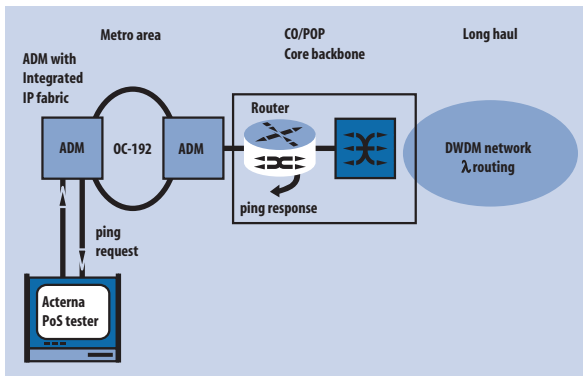 Metro area
CO/POP
Core backbone
Long haul
ADM with
Integrated
IP fabric
Router
ADM
OC-192
ADM
DWDM network
λ routing
ping response
ping
request
Acterna
PoS tester